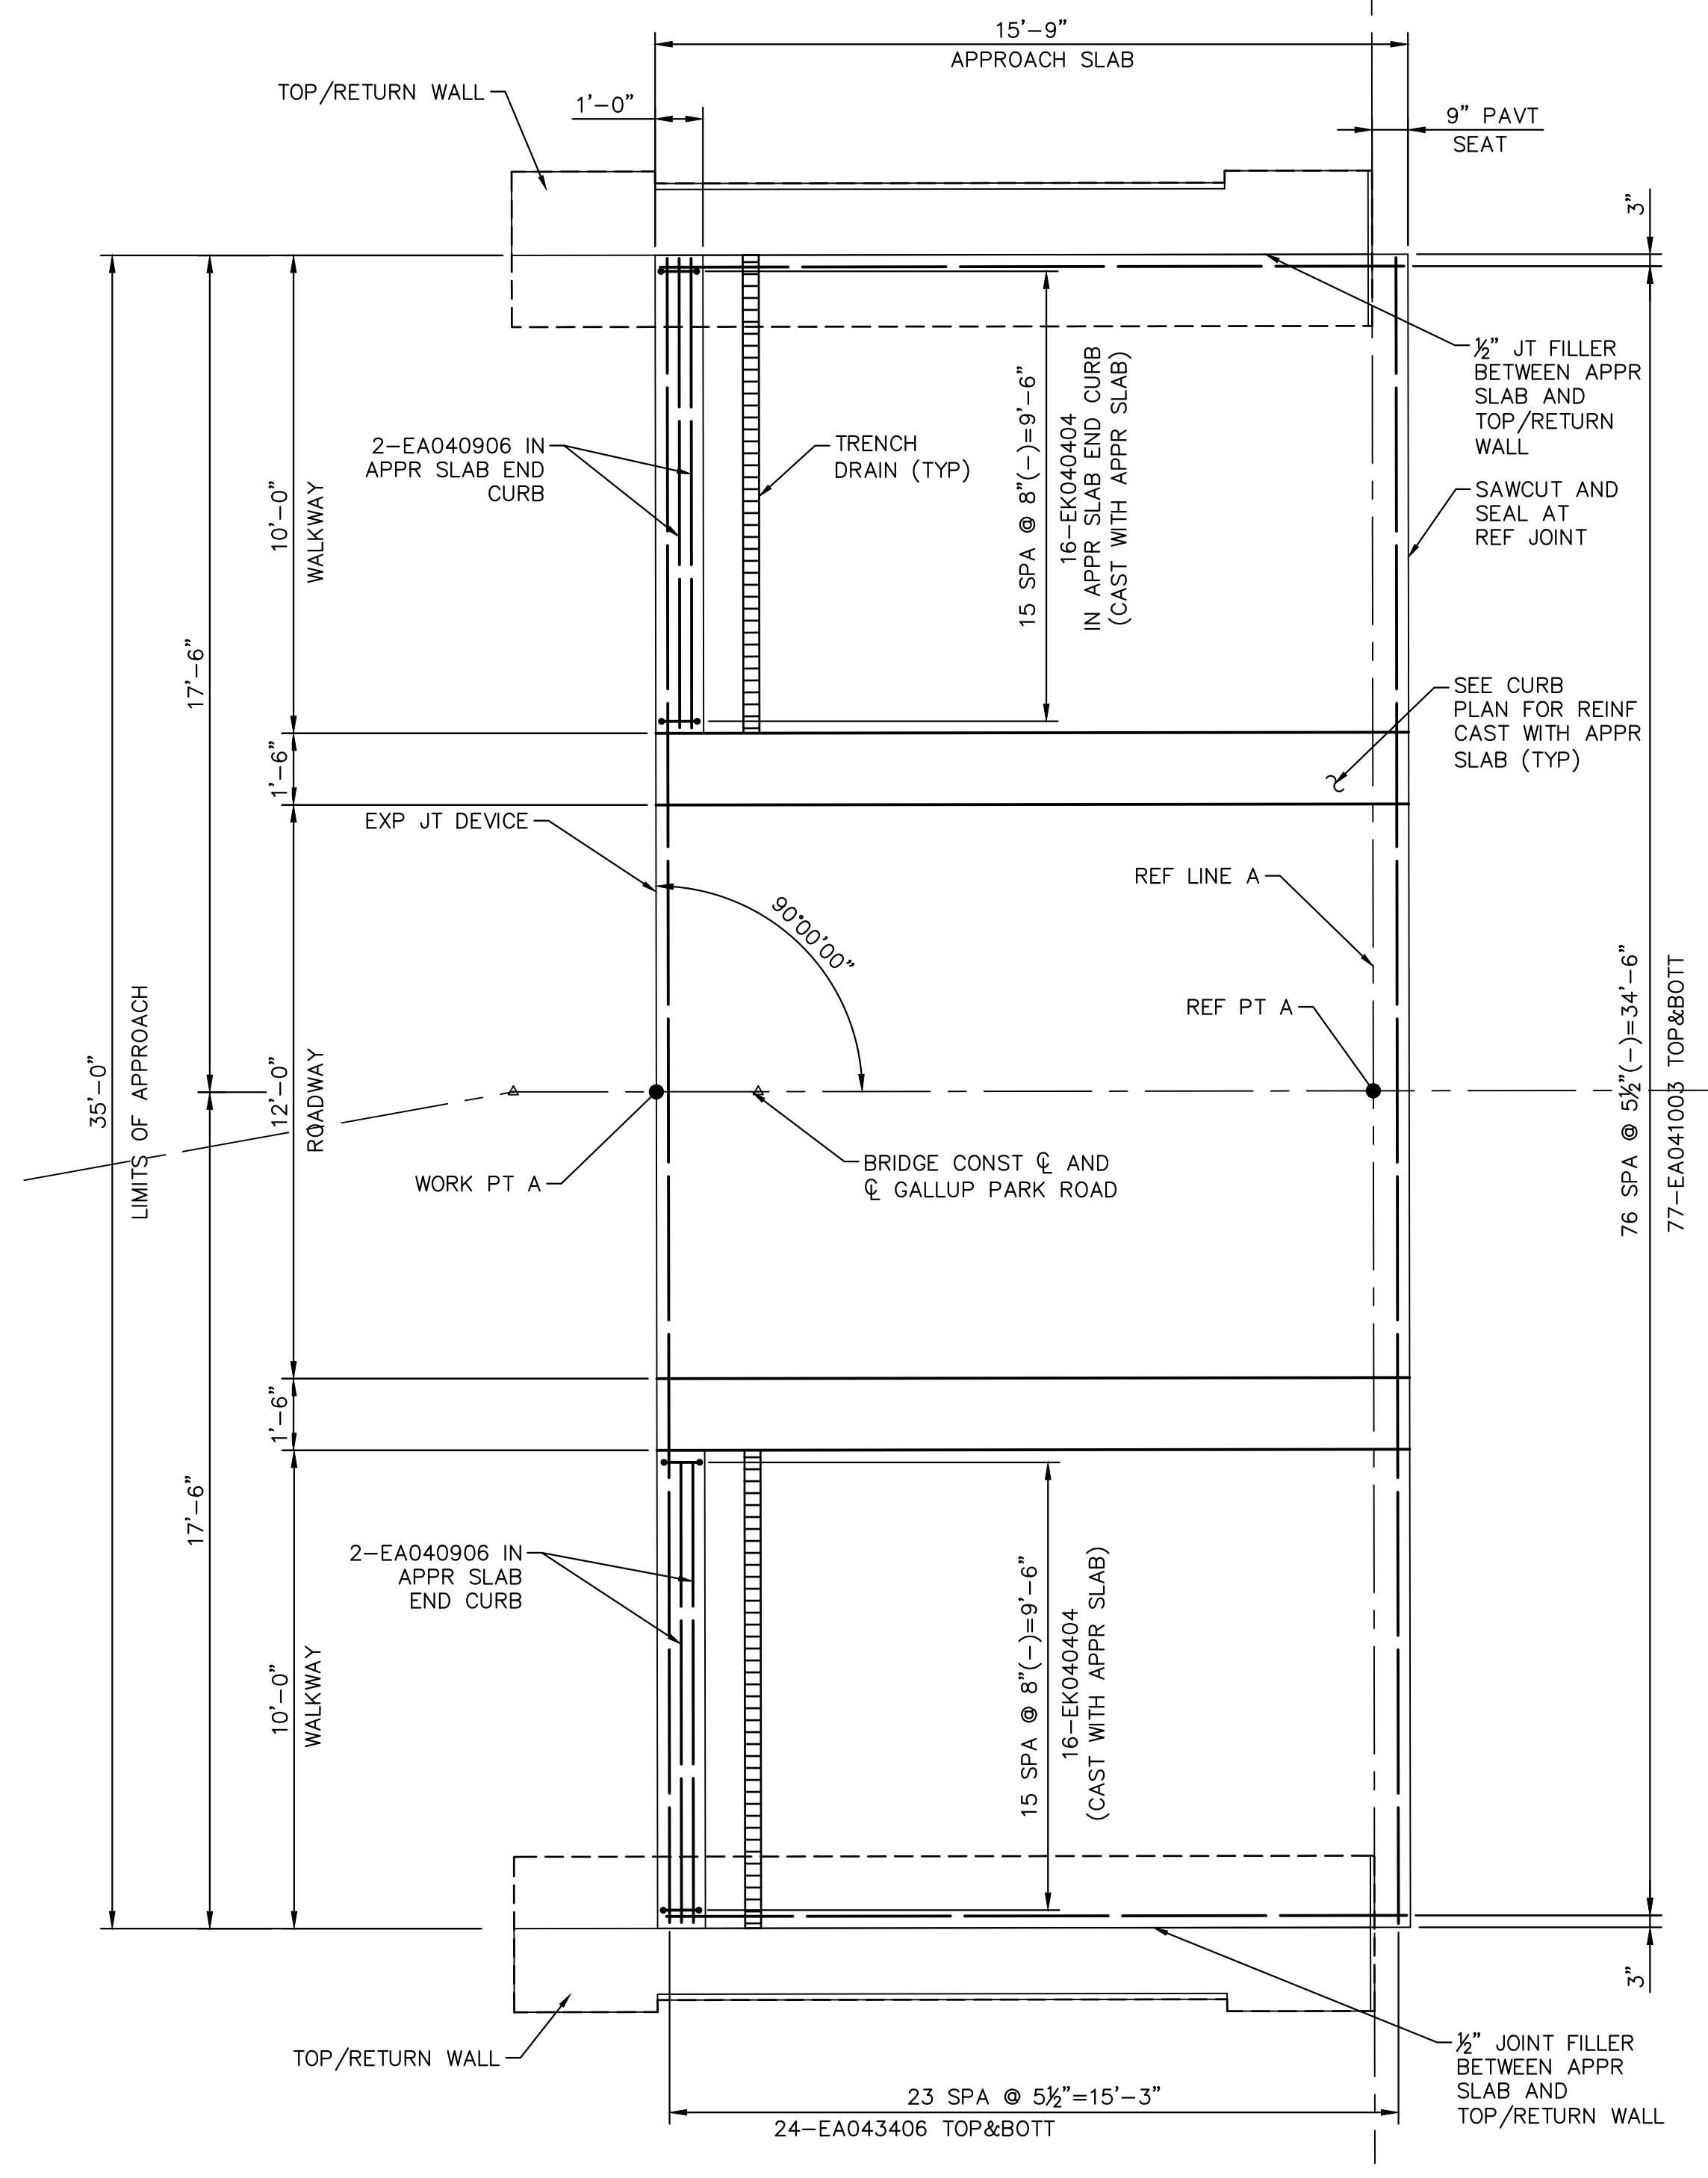 15'-9"
APPROACH SLAB
TOP/RETURN WALL
1'-0"
9" PAVT
SEAT
3"
½" JT FILLER
BETWEEN APPR
SLAB AND
TOP/RETURN
WALL
2-EA040906 IN
APPR SLAB END
CURB
TRENCH
DRAIN (TYP)
15 SPA @ 8"(-)=9'-6"
16-EK040404
IN APPR SLAB END CURB
(CAST WITH APPR SLAB)
SAWCUT AND
SEAL AT
REF JOINT
10'-0"
WALKWAY
17'-6"
SEE CURB
PLAN FOR REINF
CAST WITH APPR
SLAB (TYP)
1'-6"
EXP JT DEVICE
90°00'00"
REF LINE A
REF PT A
35'-0"
LIMITS OF APPROACH
12'-0"
ROADWAY
76 SPA @ 5½"(-)=34'-6"
77-EA041003 TOP&BOTT
WORK PT A
BRIDGE CONST ℄ AND
℄ GALLUP PARK ROAD
1'-6"
17'-6"
2-EA040906 IN
APPR SLAB
END CURB
15 SPA @ 8"(-)=9'-6"
16-EK040404
(CAST WITH APPR SLAB)
10'-0"
WALKWAY
3"
TOP/RETURN WALL
½" JOINT FILLER
BETWEEN APPR
SLAB AND
TOP/RETURN WALL
23 SPA @ 5½"=15'-3"
24-EA043406 TOP&BOTT